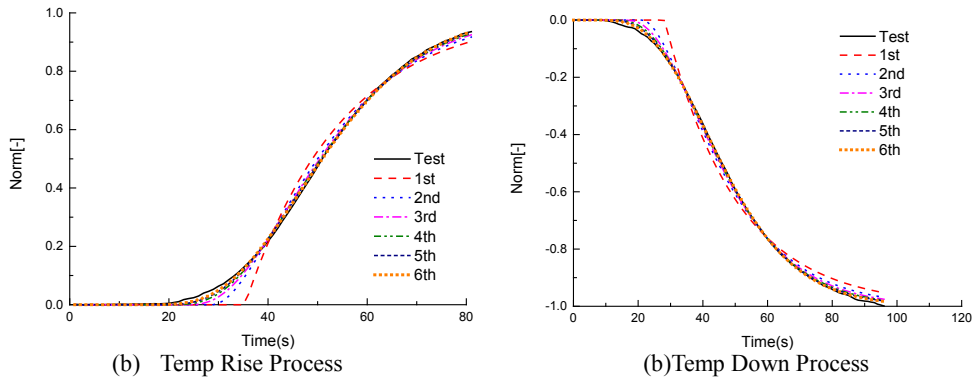 1.0
0.8
0.6
0.4
0.2
0.0
Norm[-]
Test
1st
2nd
3rd
4th
5th
6th
0 20 40 60 80
Time(s)
(b) Temp Rise Process
0.0
-0.2
-0.4
-0.6
-0.8
-1.0
Norm[-]
Test
1st
2nd
3rd
4th
5th
6th
0 20 40 60 80 100 120
Time(s)
(b)Temp Down Process